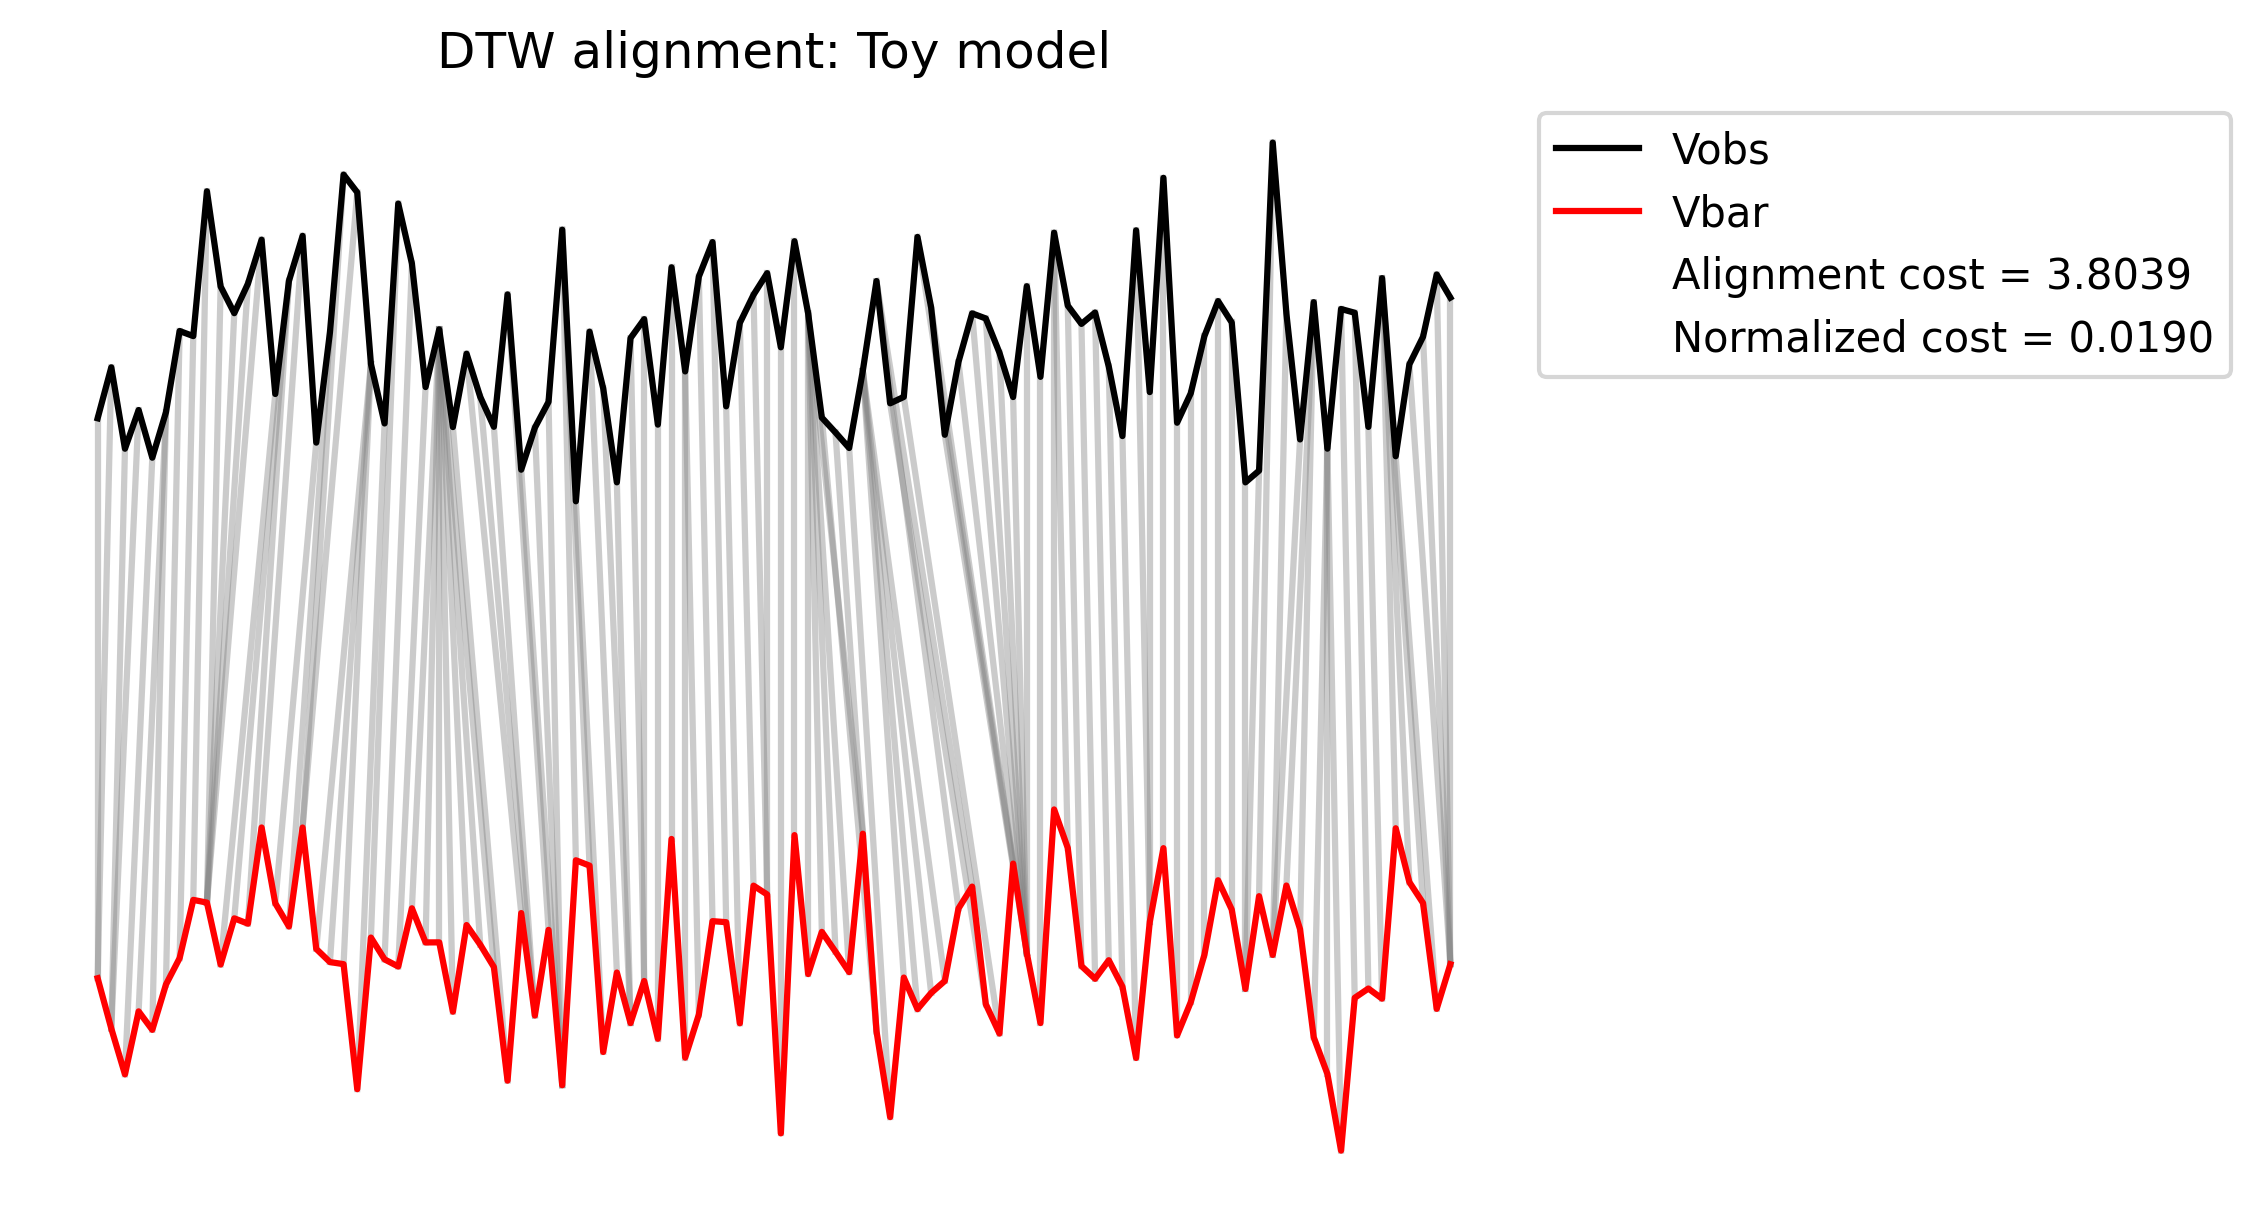 DTW alignment: Toy model
Vobs
Vbar
Alignment cost = 3.8039
Normalized cost = 0.0190